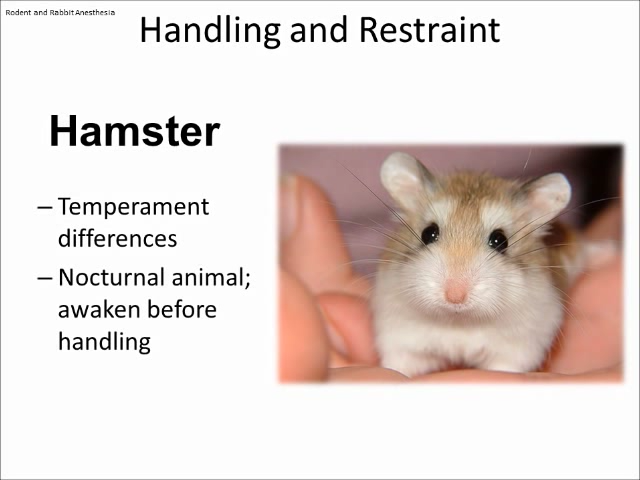 Rodent and Rabbit Anesthesia
Handling and Restraint
Hamster
– Temperament
differences
– Nocturnal animal;
awaken before
handling